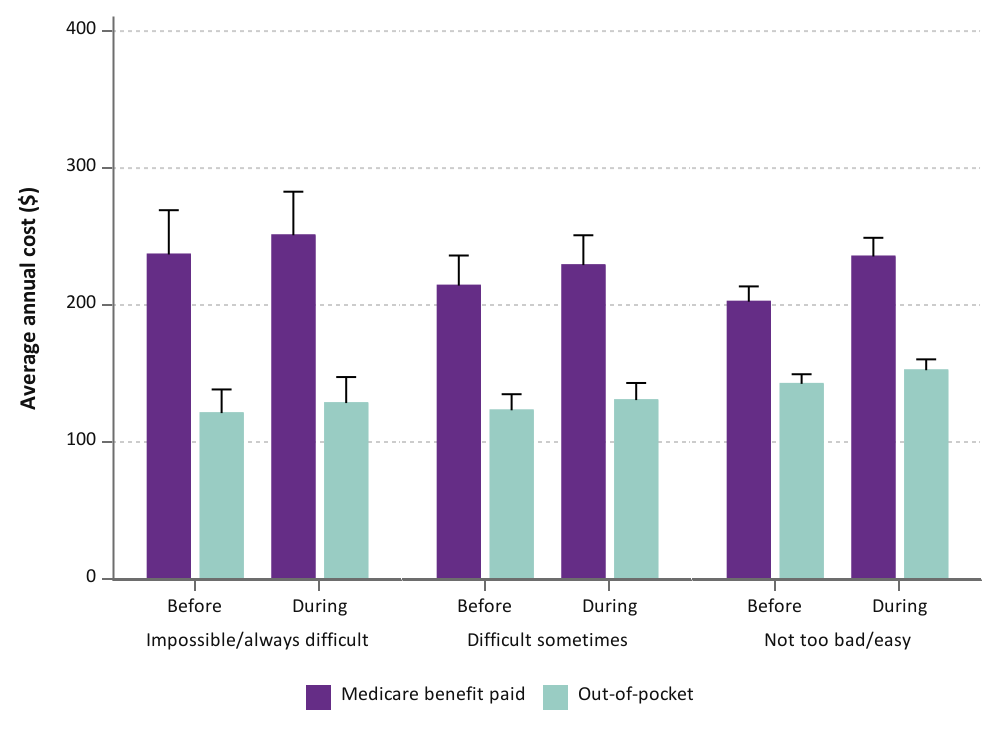 Average annual cost ($)
400
300
200
100
0
Before During Before During Before During
Impossible/always difficult Difficult sometimes Not too bad/easy
Medicare benefit paid Out-of-pocket